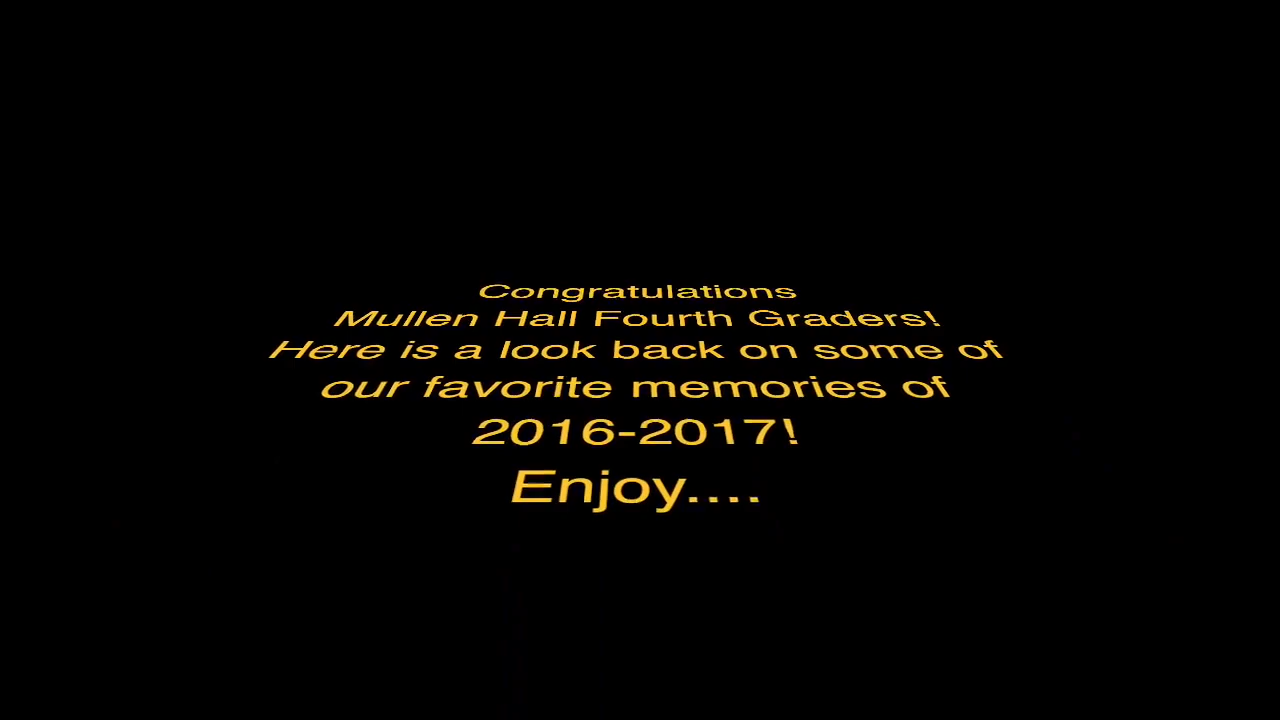 Congratulations
Mullen Hall Fourth Graders!
Here is a look back on some of
our favorite memories of
2016-2017!
Enjoy....